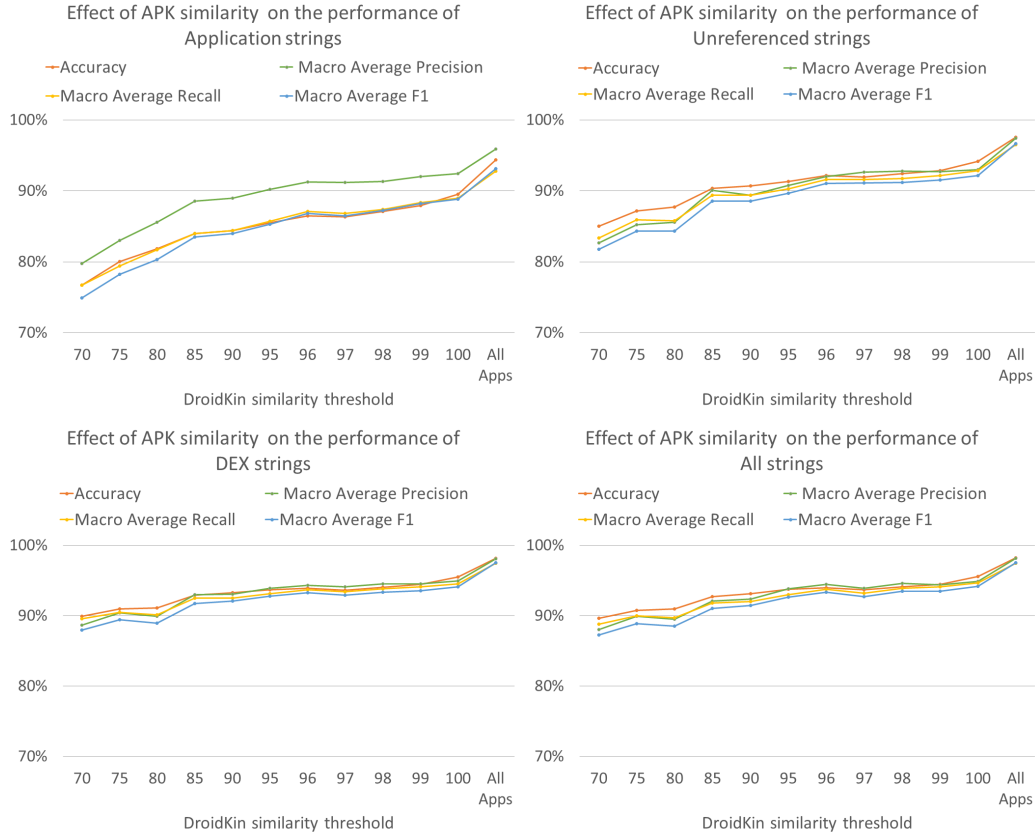 Effect of APK similarity on the performance of
Application strings
Accuracy
Macro Average Precision
Macro Average Recall
Macro Average F1
100%
90%
80%
70%
70 75 80 85 90 95 96 97 98 99 100 All
Apps
DroidKin similarity threshold
Effect of APK similarity on the performance of
Unreferenced strings
Accuracy
Macro Average Precision
Macro Average Recall
Macro Average F1
100%
90%
80%
70%
70 75 80 85 90 95 96 97 98 99 100 All
Apps
DroidKin similarity threshold
Effect of APK similarity on the performance of
DEX strings
Accuracy
Macro Average Precision
Macro Average Recall
Macro Average F1
100%
90%
80%
70%
70 75 80 85 90 95 96 97 98 99 100 All
Apps
DroidKin similarity threshold
Effect of APK similarity on the performance of
All strings
Accuracy
Macro Average Precision
Macro Average Recall
Macro Average F1
100%
90%
80%
70%
70 75 80 85 90 95 96 97 98 99 100 All
Apps
DroidKin similarity threshold